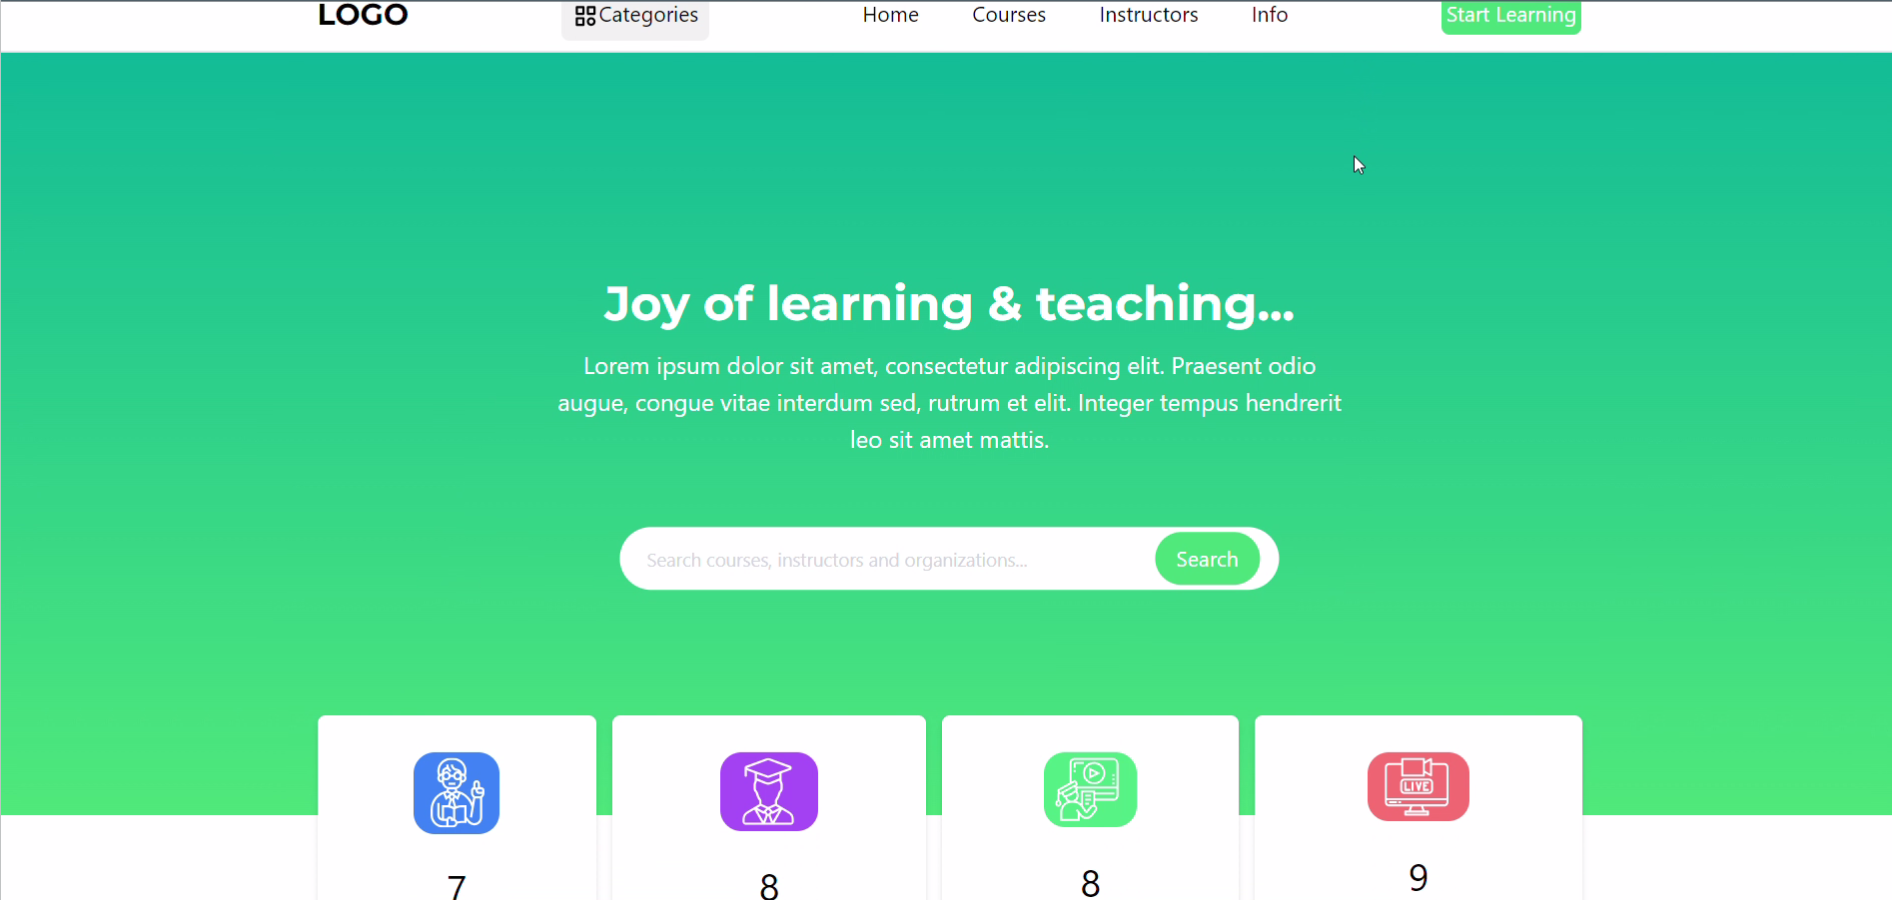 LOGO
Categories
Home
Courses
Instructors
Info
Start Learning
Joy of learning & teaching...
Lorem ipsum dolor sit amet, consectetur adipiscing elit. Praesent odio
augue, congue vitae interdum sed, rutrum et elit. Integer tempus hendrerit
leo sit amet mattis.
Search courses, instructors and organizations...
Search
LIVE
7
8
8
9